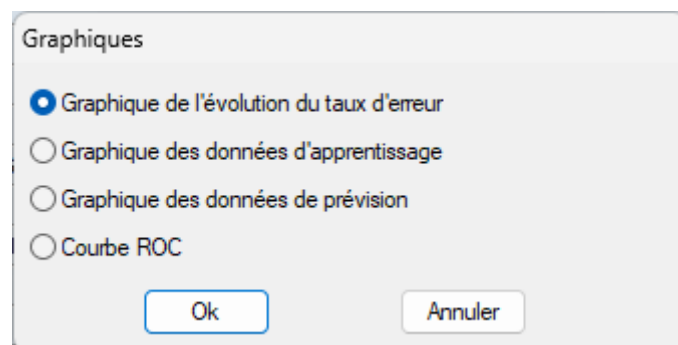 Graphiques
Graphique de l'évolution du taux d'erreur
Graphique des données d'apprentissage
Graphique des données de prévision
Courbe ROC
Ok Annuler